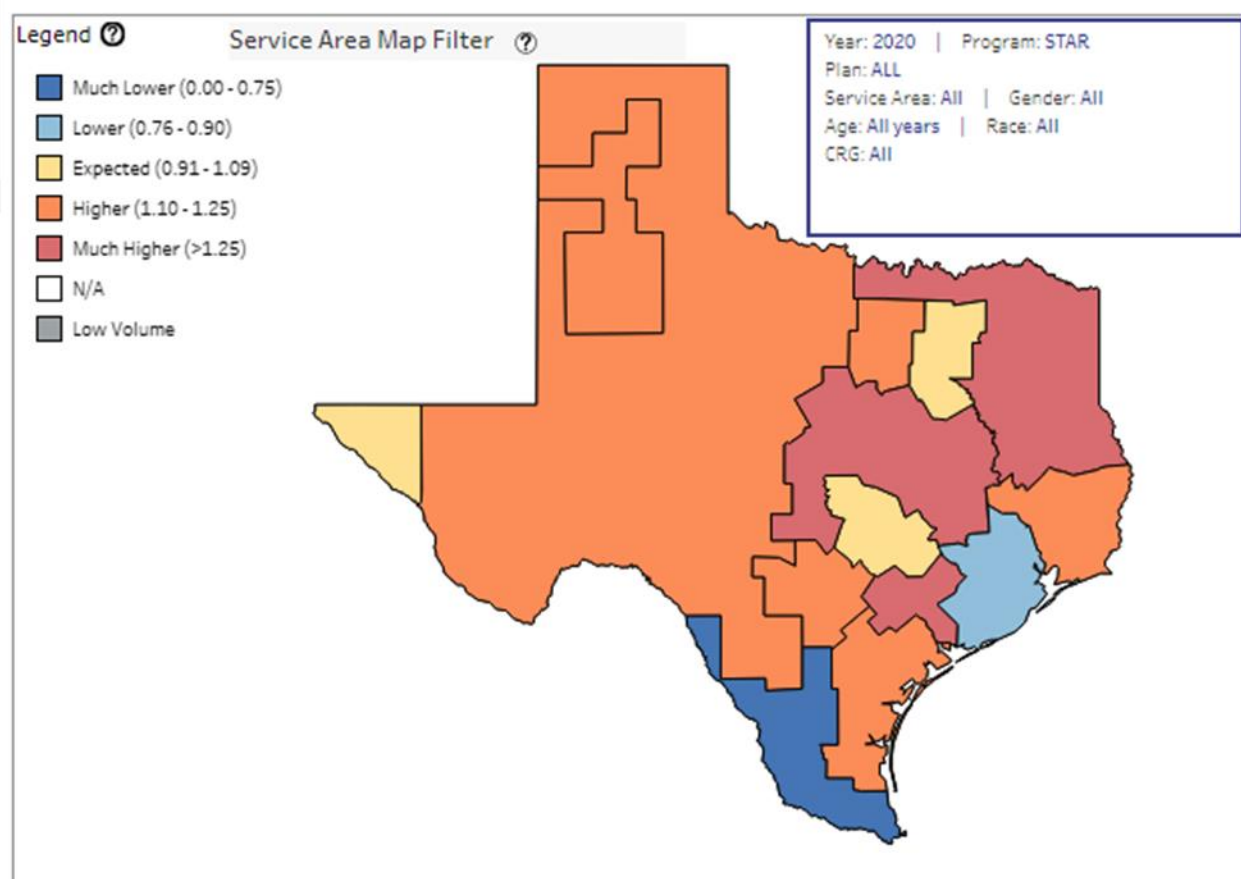 Legend ?
Service Area Map Filter ?
Year: 2020 | Program: STAR
Plan: ALL
Service Area: All | Gender: All
Age: All years | Race: All
CRG: All
Much Lower (0.00 - 0.75)
Lower (0.76 - 0.90)
Expected (0.91 - 1.09)
Higher (1.10 - 1.25)
Much Higher (>1.25)
N/A
Low Volume